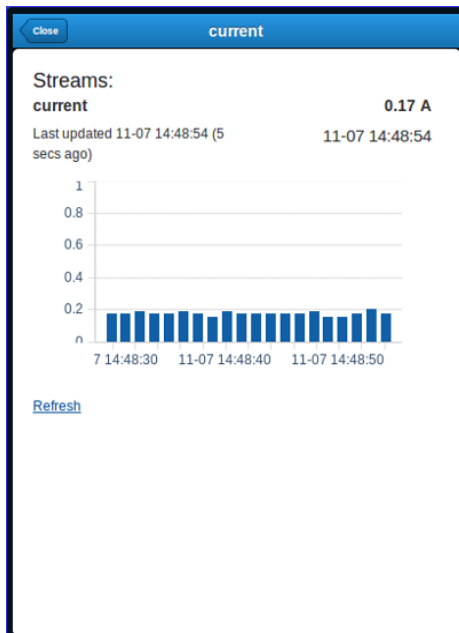 Close
current
Streams:
current
0.17 A
Last updated 11-07 14:48:54 (5
secs ago)
11-07 14:48:54
1
0.8
0.6
0.4
0.2
0
7 14:48:30
11-07 14:48:40
11-07 14:48:50
Refresh